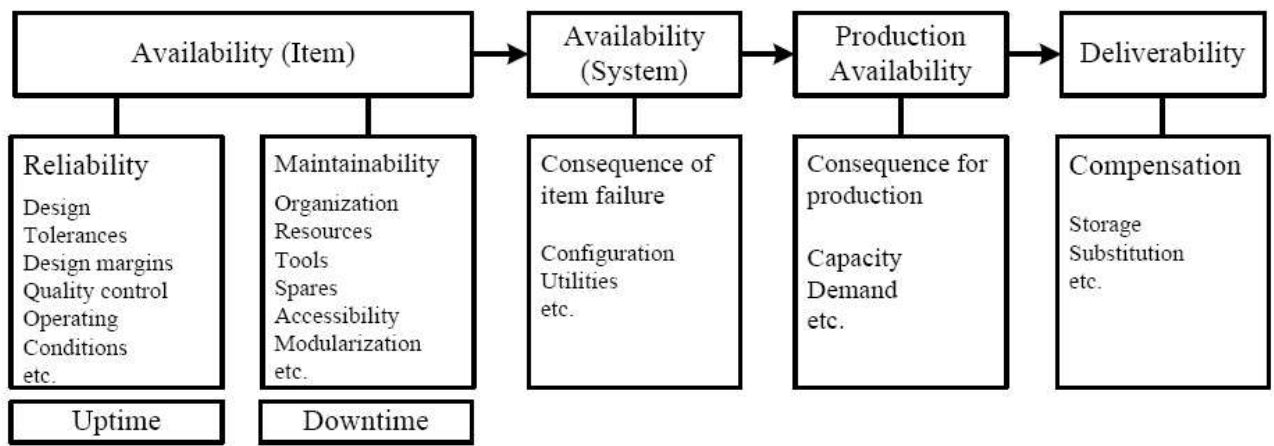 Availability (Item)
Availability
(System)
Production
Availability
Deliverability
Reliability
Design
Tolerances
Design margins
Quality control
Operating
Conditions
etc.
Maintainability
Organization
Resources
Tools
Spares
Accessibility
Modularization
etc.
Consequence of
item failure
Configuration
Utilities
etc.
Consequence for
production
Capacity
Demand
etc.
Compensation
Storage
Substitution
etc.
Uptime
Downtime